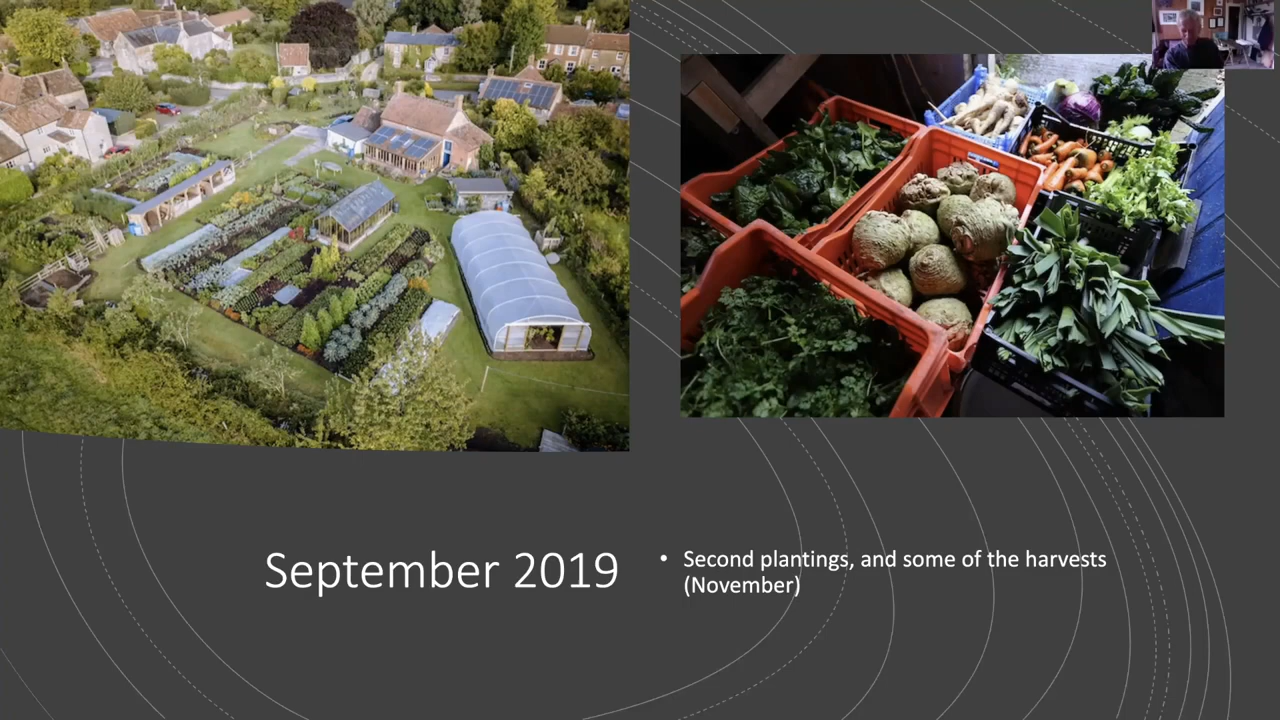 September 2019
• Second plantings, and some of the harvests
(November)